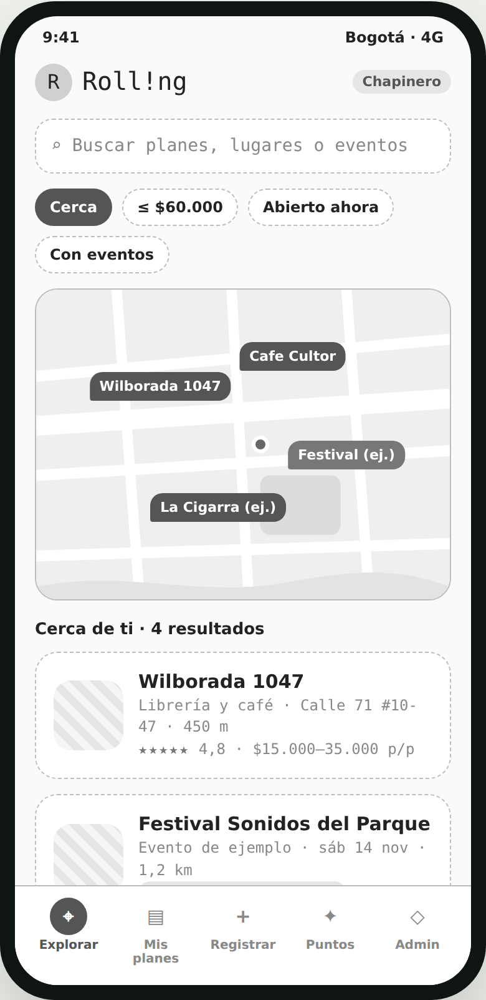 9:41
Bogotá · 4G
R
Roll!ng
Chapinero
⌕ Buscar planes, lugares o eventos
Cerca
≤ $60.000
Abierto ahora
Con eventos
Cafe Cultor
Wilborada 1047
Festival (ej.)
La Cigarra (ej.)
Cerca de ti · 4 resultados
Wilborada 1047
Librería y café · Calle 71 #10-
47 · 450 m
★★★★★ 4,8 · $15.000–35.000 p/p
Festival Sonidos del Parque
Evento de ejemplo · sáb 14 nov ·
1,2 km
Explorar
Mis
planes
Registrar
Puntos
Admin